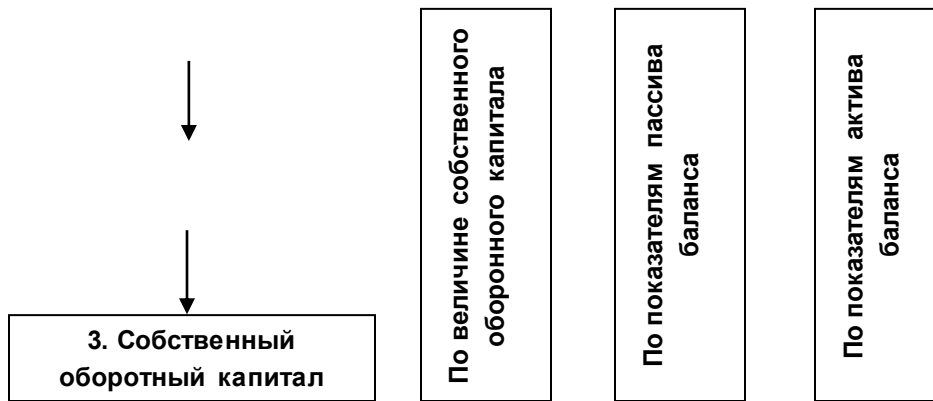 По величине собственного
оборонного капитала
По показателям пассива
баланса
По показателям актива
баланса
3. Собственный
оборотный капитал